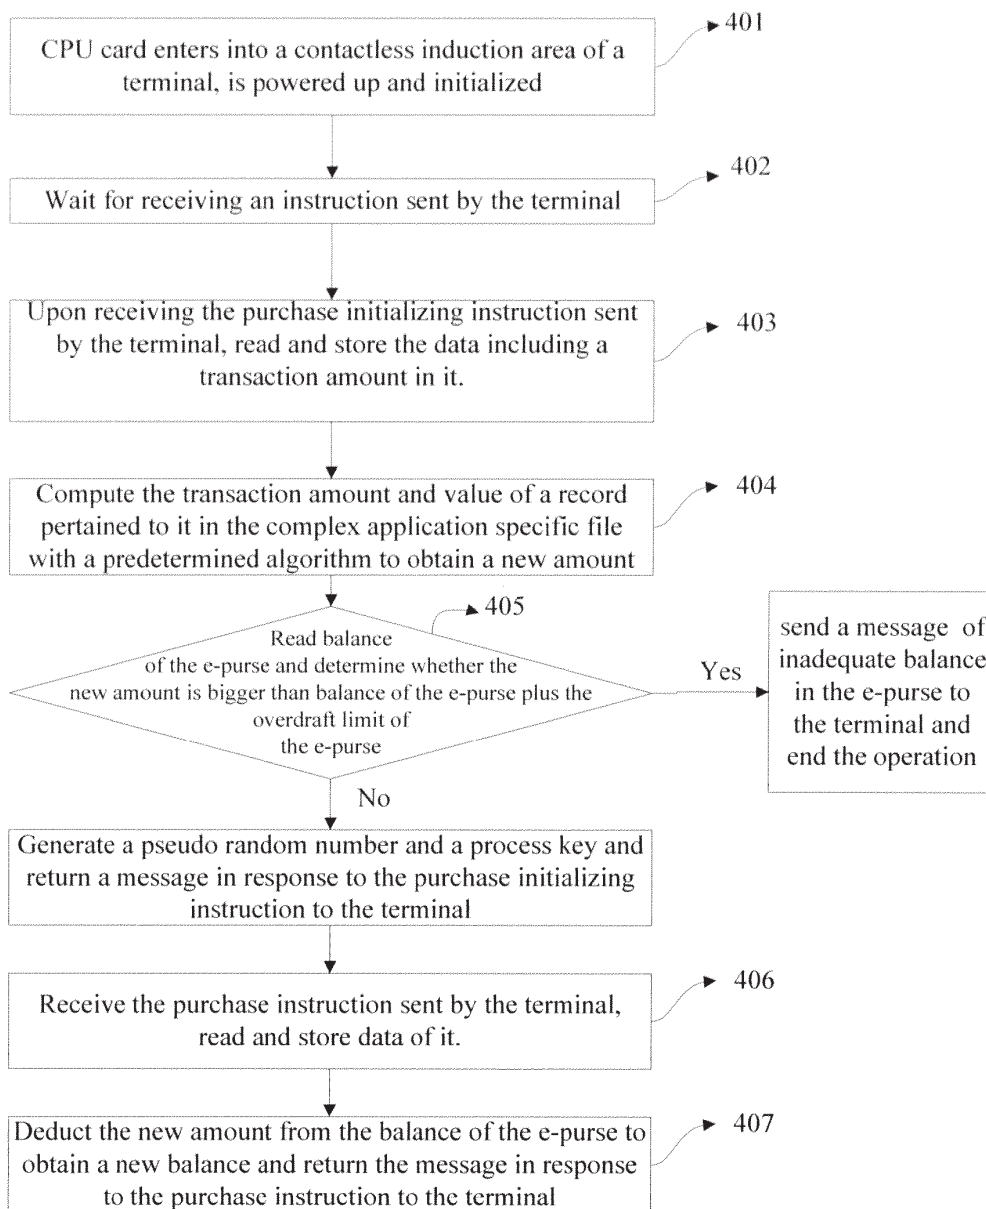 401
CPU card enters into a contactless induction area of a
terminal, is powered up and initialized
402
Wait for receiving an instruction sent by the terminal
Upon receiving the purchase initializing instruction sent
by the terminal, read and store the data including a
transaction amount in it.
403
Compute the transaction amount and value of a record
pertained to it in the complex application specific file
with a predetermined algorithm to obtain a new amount
404
405
Read balance
of the e-purse and determine whether the
new amount is bigger than balance of the e-purse plus the
overdraft limit of
the e-purse
Yes
send a message of
inadequate balance
in the e-purse to
the terminal and
end the operation
No
Generate a pseudo random number and a process key and
return a message in response to the purchase initializing
instruction to the terminal
406
Receive the purchase instruction sent by the terminal,
read and store data of it.
407
Deduct the new amount from the balance of the e-purse to
obtain a new balance and return the message in response
to the purchase instruction to the terminal